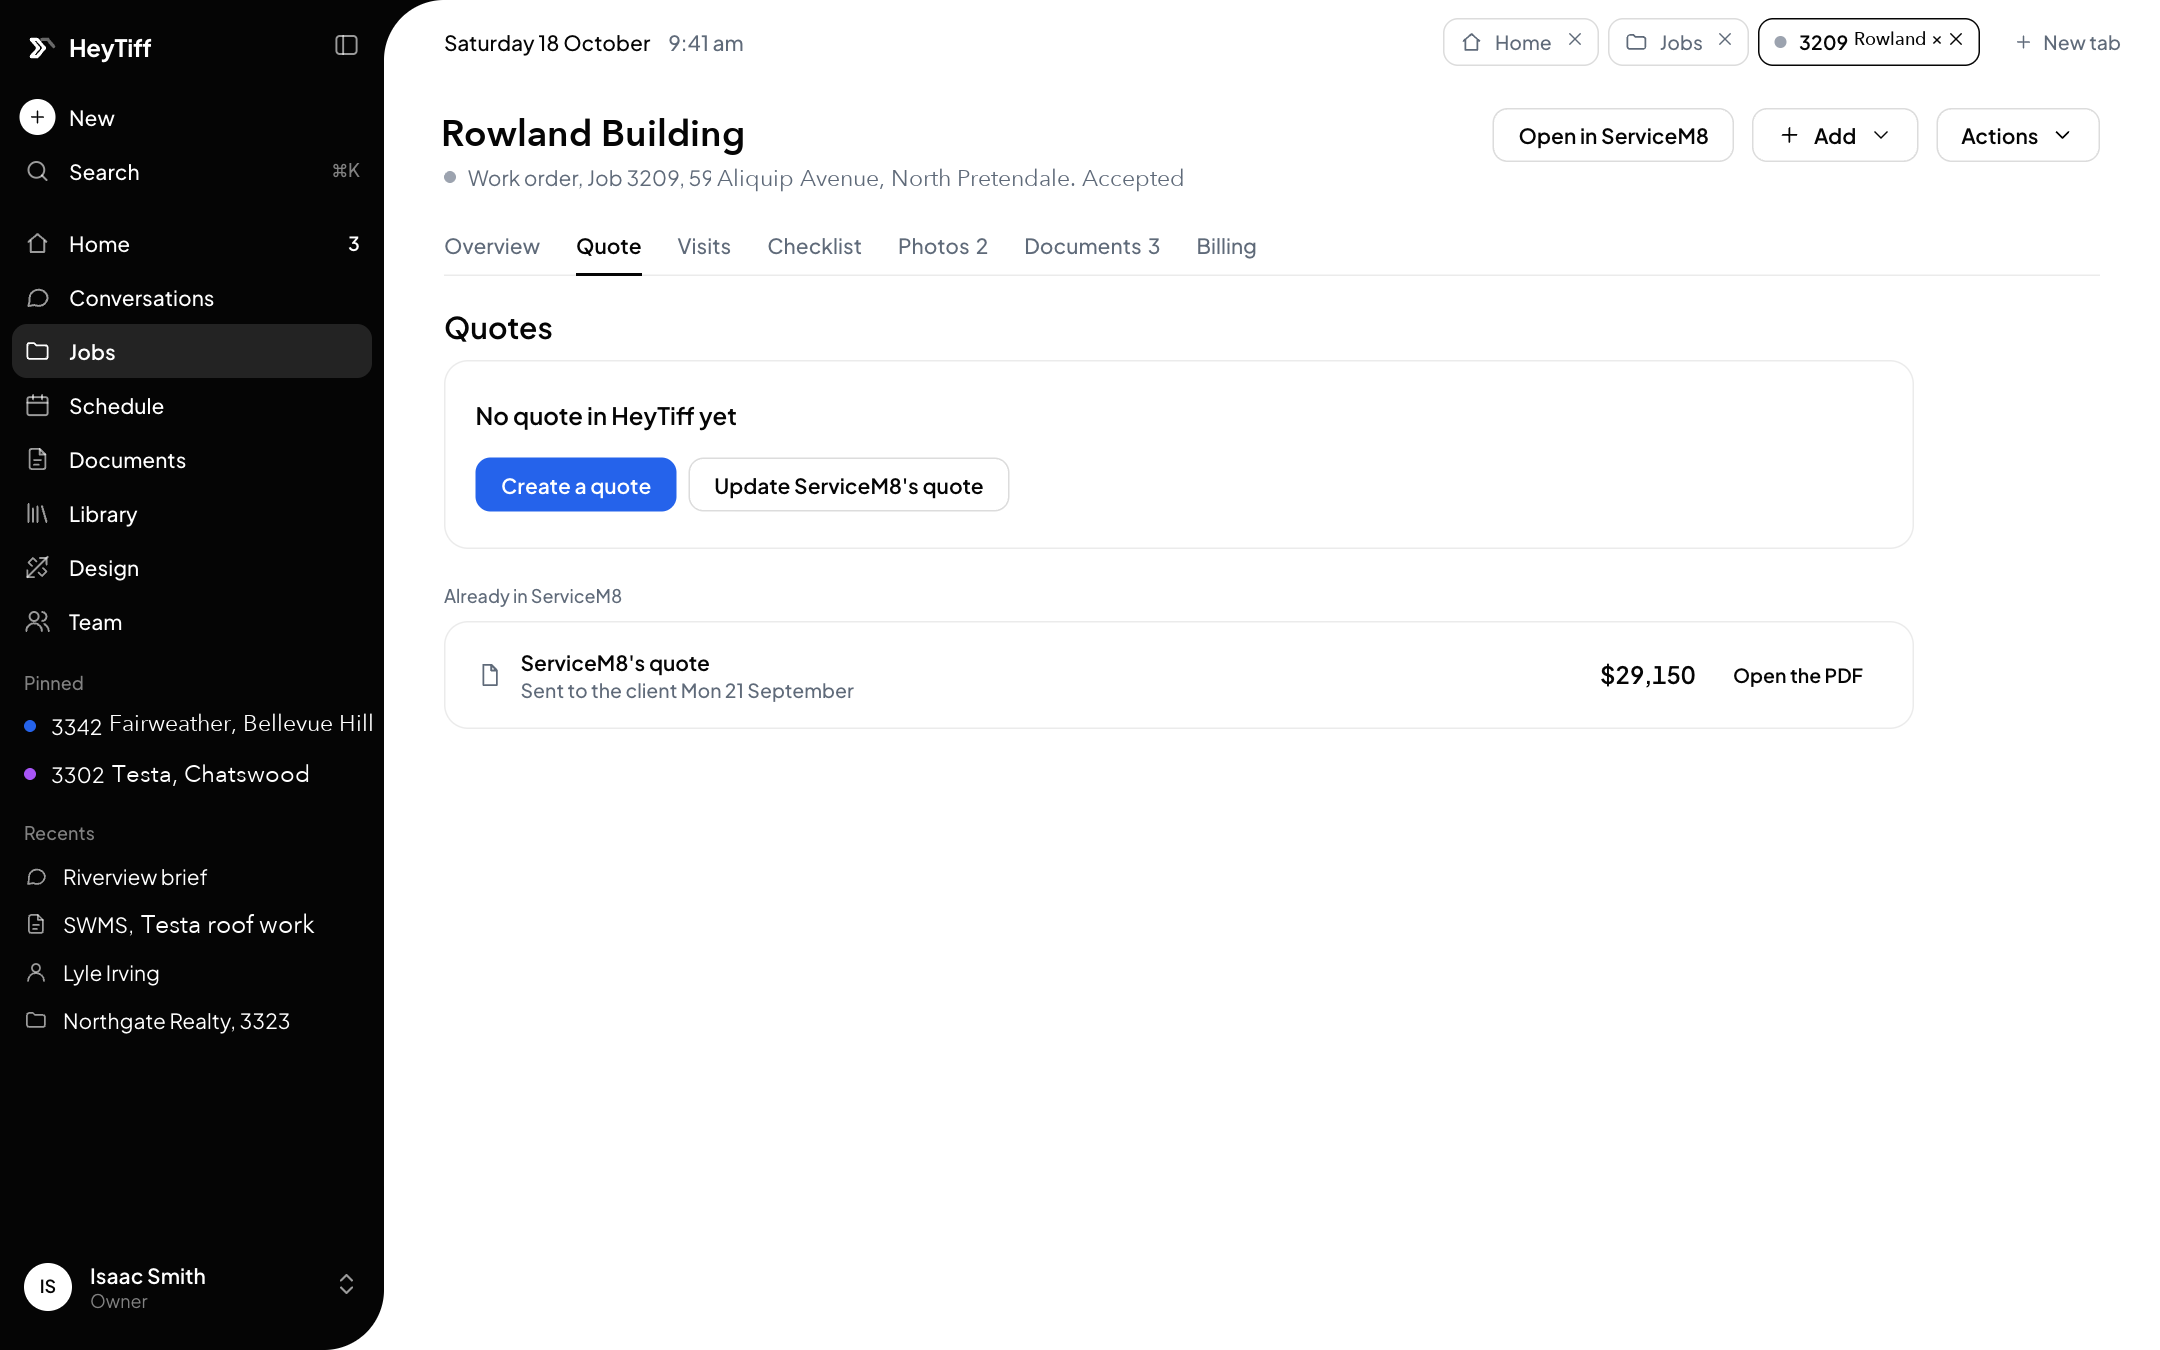 HeyTiff
New
Search ⌘K
Home 3
Conversations
Jobs
Schedule
Documents
Library
Design
Team
Pinned
3342 Fairweather, Bellevue Hill
3302 Testa, Chatswood
Recents
Riverview brief
SWMS, Testa roof work
Lyle Irving
Northgate Realty, 3323
IS
Isaac Smith
Owner
Saturday 18 October 9:41 am
Home
Jobs
3209 Rowland ×
New tab
Rowland Building
Work order, Job 3209, 59 Aliquip Avenue, North Pretendale. Accepted
Open in ServiceM8
Add
Actions
Overview Quote Visits Checklist Photos 2 Documents 3 Billing
Quotes
No quote in HeyTiff yet
Create a quote
Update ServiceM8's quote
Already in ServiceM8
ServiceM8's quote
Sent to the client Mon 21 September
$29,150
Open the PDF